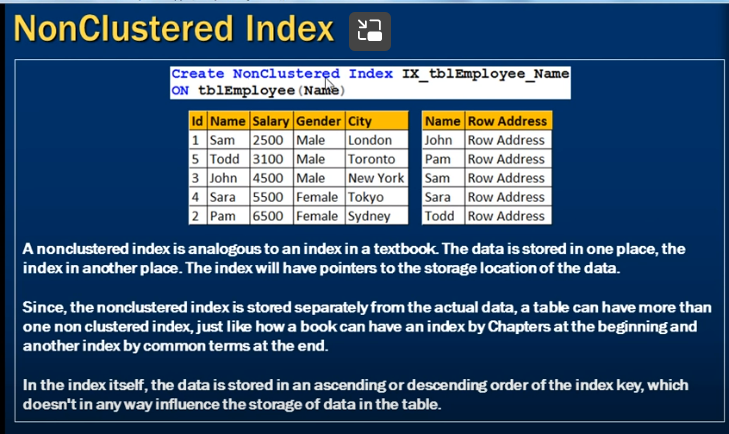 NonClustered Index
Create NonClustered Index IX_tblEmployee_Name
ON tblEmployee(Name)
Id Name Salary Gender City
1 Sam 2500 Male London
5 Todd 3100 Male Toronto
3 John 4500 Male New York
4 Sara 5500 Female Tokyo
2 Pam 6500 Female Sydney
Name Row Address
John Row Address
Pam Row Address
Sam Row Address
Sara Row Address
Todd Row Address
A nonclustered index is analogous to an index in a textbook. The data is stored in one place, the
index in another place. The index will have pointers to the storage location of the data.
Since, the nonclustered index is stored separately from the actual data, a table can have more than
one non clustered index, just like how a book can have an index by Chapters at the beginning and
another index by common terms at the end.
In the index itself, the data is stored in an ascending or descending order of the index key, which
doesn't in any way influence the storage of data in the table.